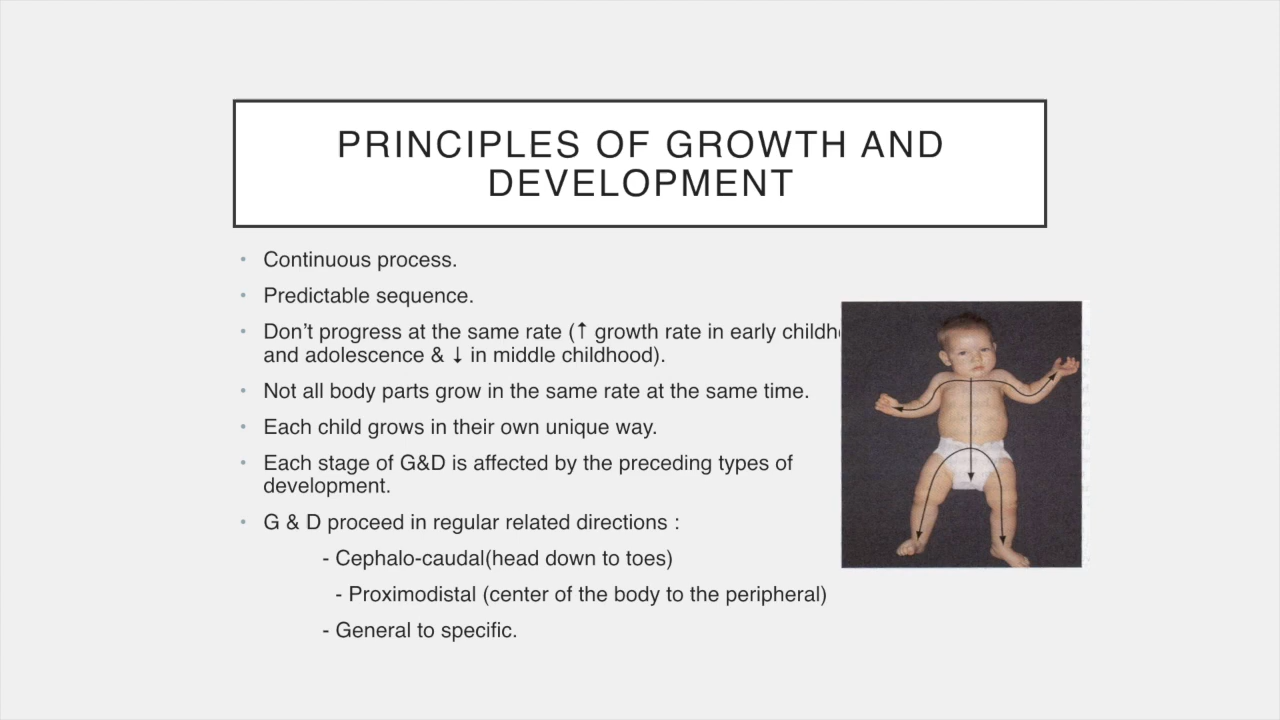 PRINCIPLES OF GROWTH AND
DEVELOPMENT
• Continuous process.
• Predictable sequence.
• Don’t progress at the same rate (↑ growth rate in early
and adolescence & ↓ in middle childhood).
• Not all body parts grow in the same rate at the same time.
• Each child grows in their own unique way.
• Each stage of G&D is affected by the preceding types of
development.
• G & D proceed in regular related directions :
- Cephalo-caudal(head down to toes)
- Proximodistal (center of the body to the peripheral)
- General to specific.